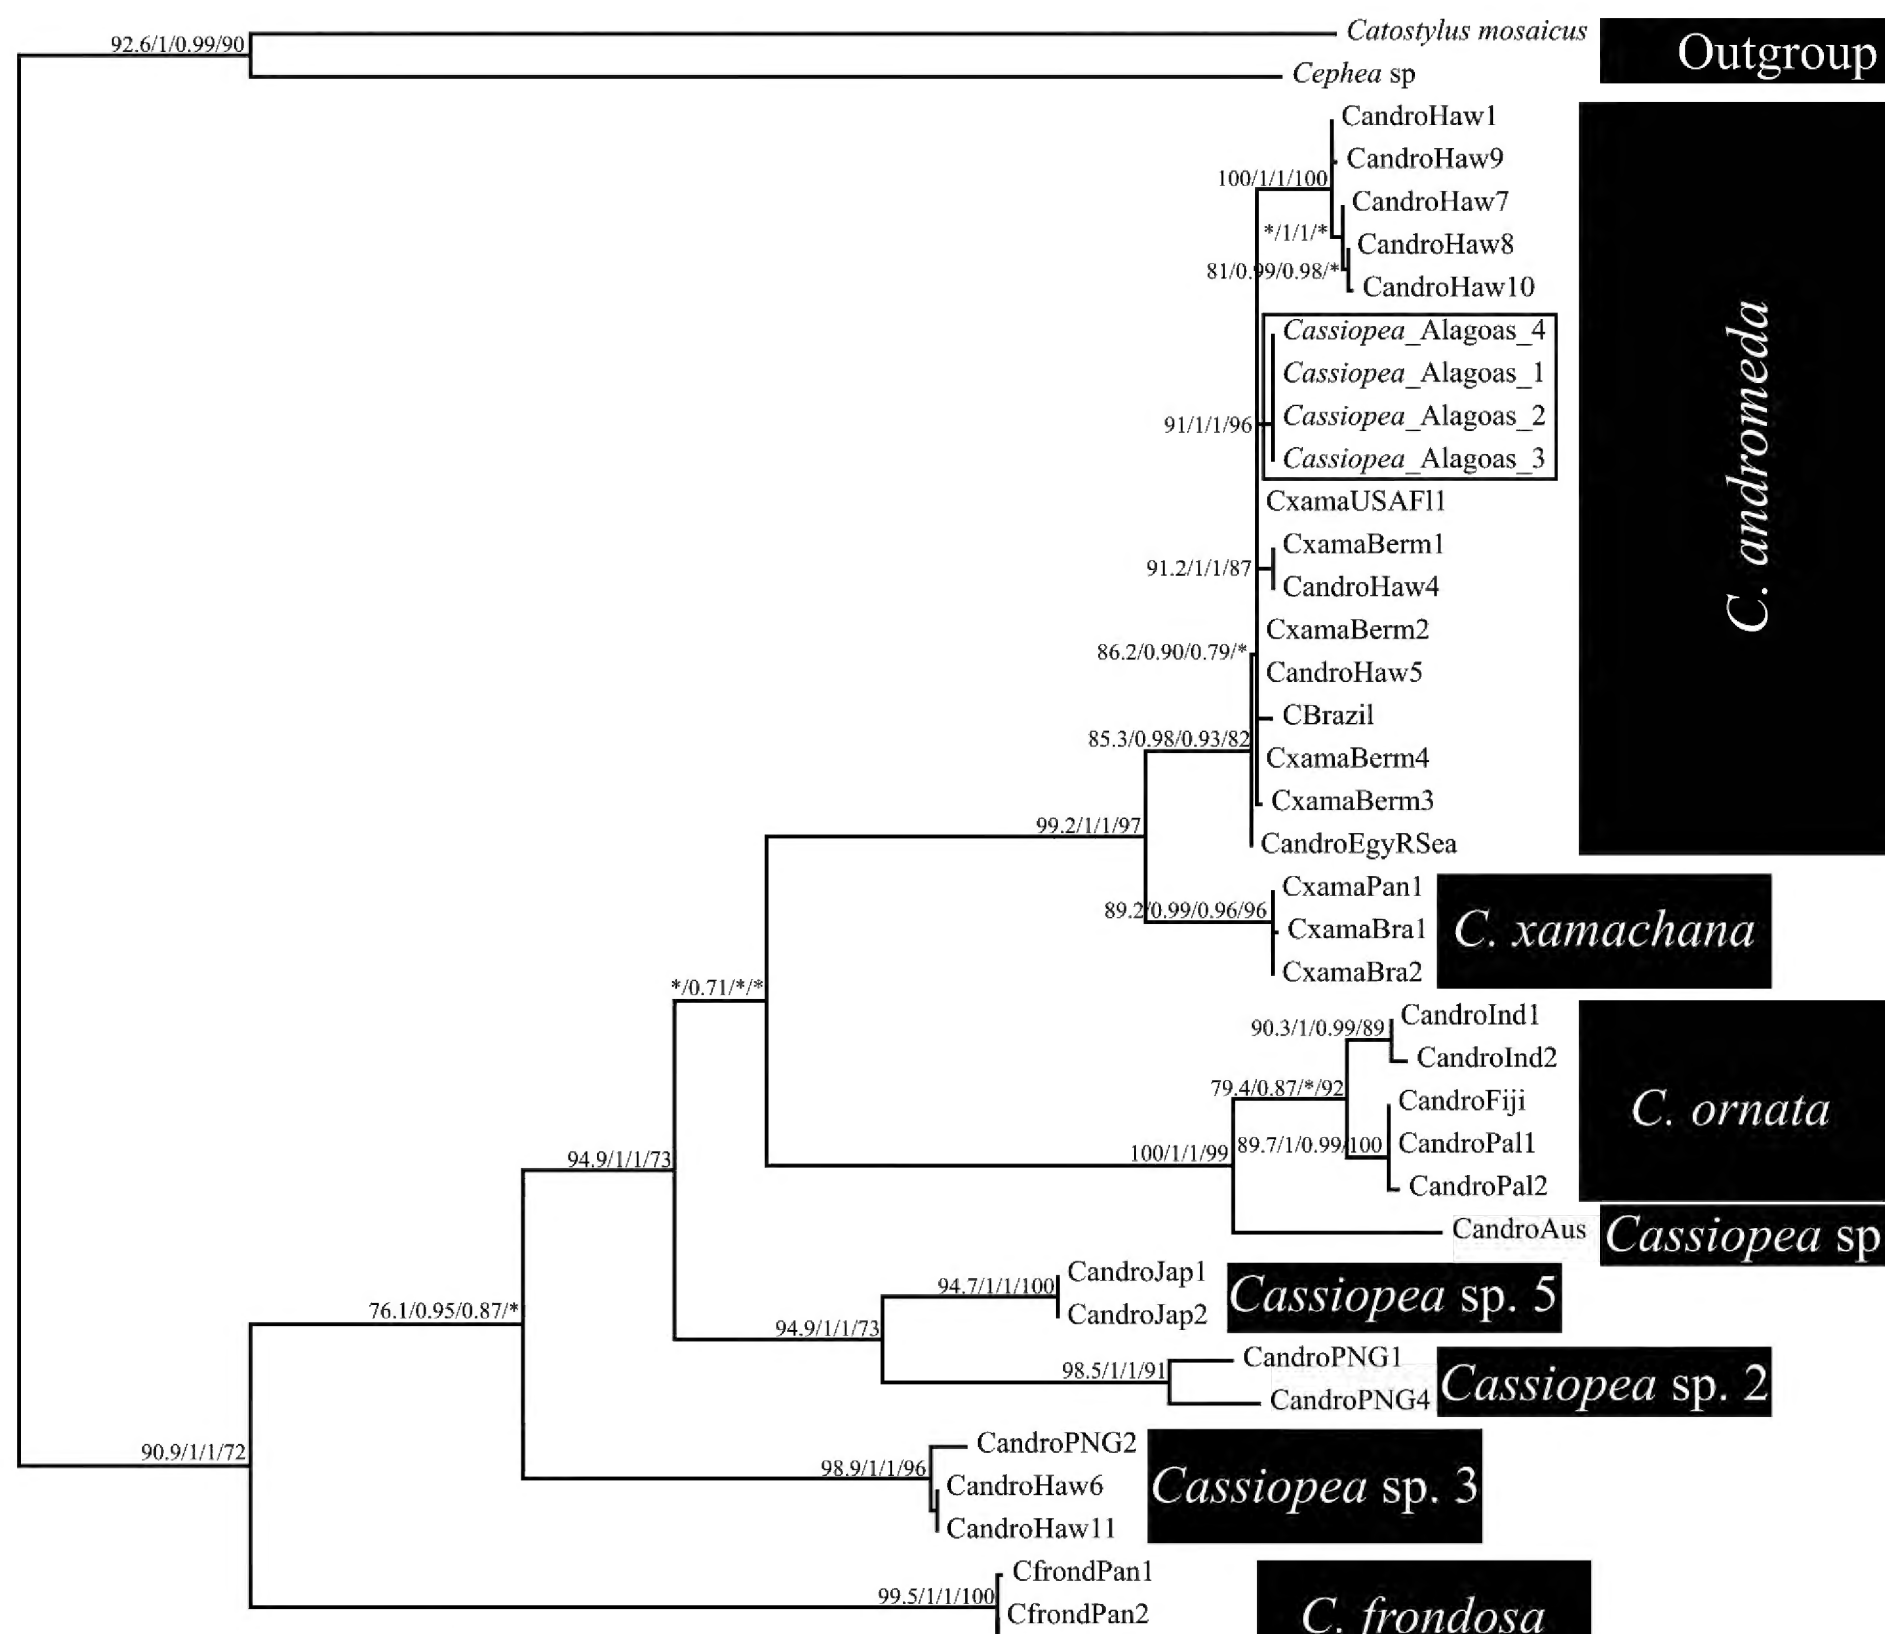 92.6/1/0.99/90
Catostylus mosaicus
Outgroup
Cephea sp
CandroHaw1
CandroHaw9
100/1/1/100
CandroHaw7
*/1/1/*
CandroHaw8
81/0.99/0.98/*
CandroHaw10
Cassiopea_Alagoas_4
Cassiopea_Alagoas_1
91/1/1/96
Cassiopea_Alagoas_2
Cassiopea_Alagoas_3
C. andromeda
CxamaUSAFl1
CxamaBerm1
91.2/1/1/87
CandroHaw4
CxamaBerm2
86.2/0.90/0.79/*
CandroHaw5
CBrazil
85.3/0.98/0.93/82
CxamaBerm4
CxamaBerm3
99.2/1/1/97
CandroEgyRSea
CxamaPan1
89.2/0.99/0.96/96
CxamaBra1
C. xamachana
CxamaBra2
*/0.71/*/*
CandroInd1
90.3/1/0.99/89
CandroInd2
79.4/0.87/*/92
CandroFiji
C. ornata
100/1/1/99
89.7/1/0.99/100
CandroPal1
94.9/1/1/73
CandroPal2
CandroAus
Cassiopea sp
CandroJap1
94.7/1/1/100
Cassiopea sp. 5
76.1/0.95/0.87/*
CandroJap2
94.9/1/1/73
CandroPNG1
98.5/1/1/91
Cassiopea sp. 2
CandroPNG4
90.9/1/1/72
CandroPNG2
98.9/1/1/96
CandroHaw6
Cassiopea sp. 3
CandroHaw11
CfrondPan1
99.5/1/1/100
CfrondPan2
C. frondosa